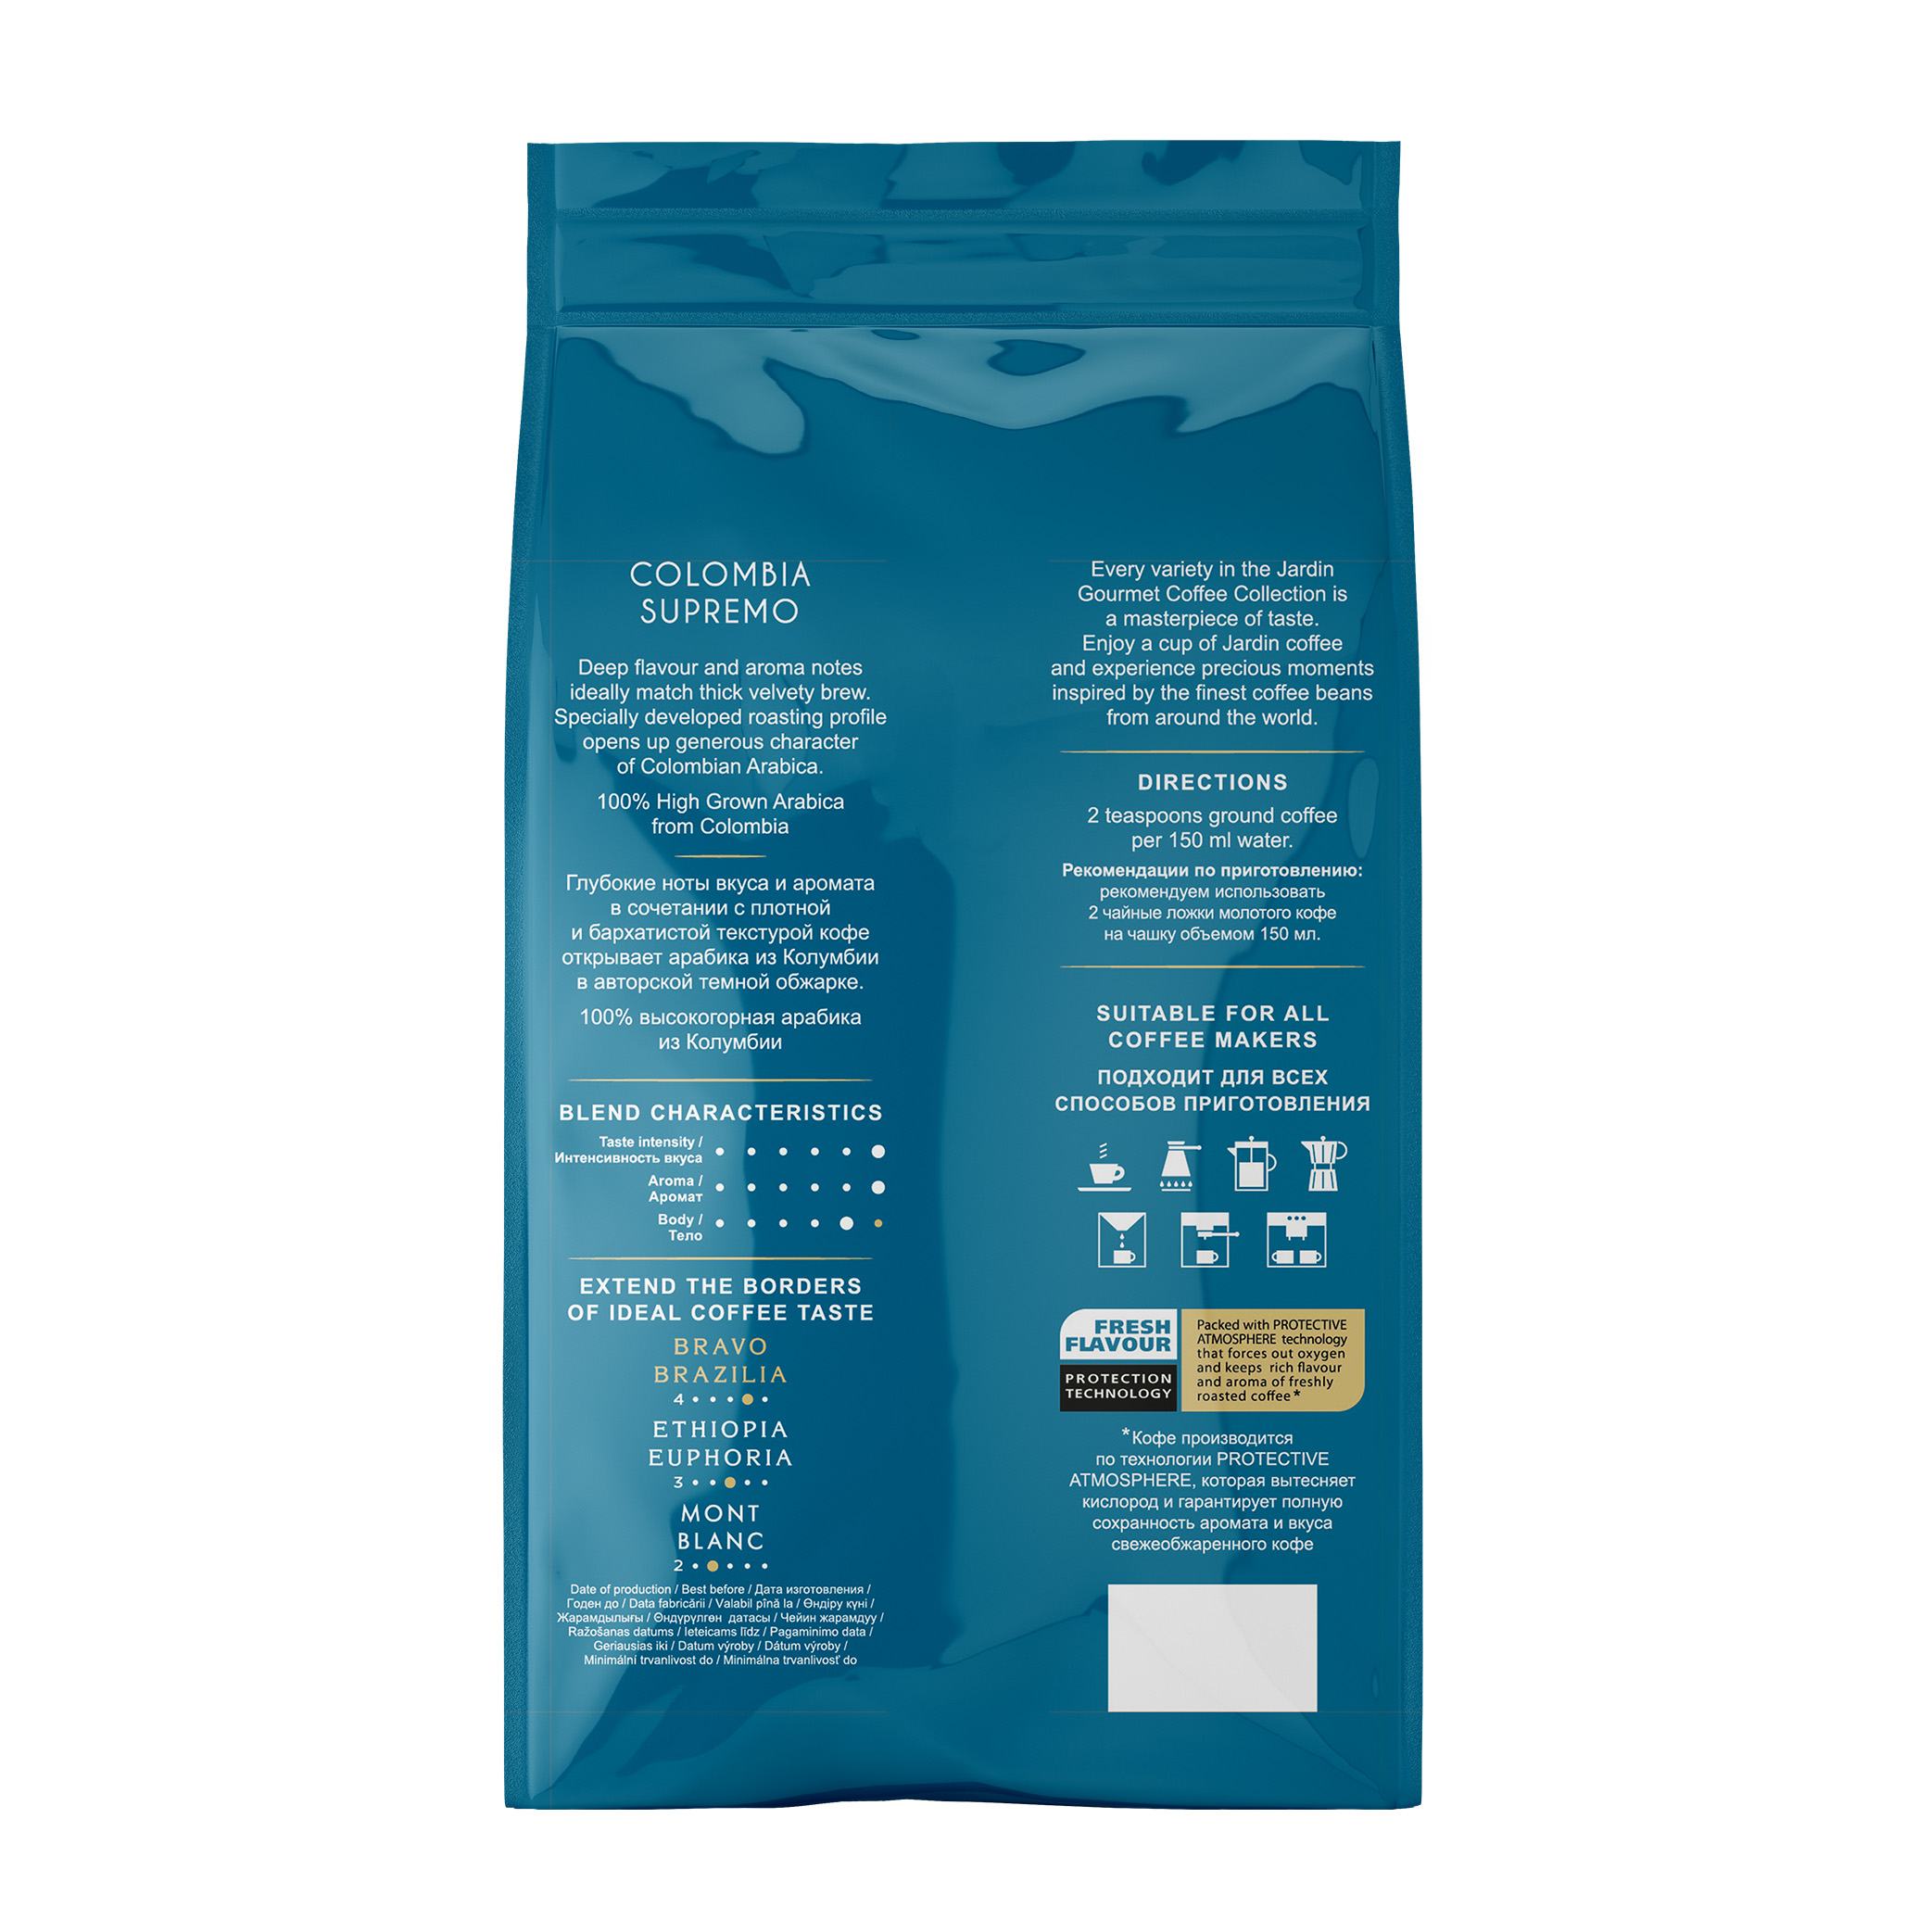 COLOMBIA
SUPREMO
Deep flavour and aroma notes
ideally match thick velvety brew.
Specially developed roasting profile
opens up generous character
of Colombian Arabica.
100% High Grown Arabica
from Colombia
Глубокие ноты вкуса и аромата
в сочетании с плотной
и бархатистой текстурой кофе
открывает арабика из Колумбии
в авторской темной обжарке.
100% высокогорная арабика
из Колумбии
BLEND CHARACTERISTICS
Taste intensity /
Интенсивность вкуса
Aroma /
Аромат
Body /
Тело
EXTEND THE BORDERS
OF IDEAL COFFEE TASTE
BRAVO
BRAZILIA
4
ETHIOPIA
EUPHORIA
3
MONT
BLANC
2
Date of production / Best before / Дата изготовления /
Годен до / Data fabricării / Valabil pînă la / Өндіру күні /
Жарамдылығы / Өндүрүлгөн датасы / Чейин жарамдуу /
Ražošanas datums / Ieteicams līdz / Pagaminimo data /
Geriausias iki / Datum výroby / Dátum výroby /
Minimální trvanlivost do / Minimálna trvanlivosť do
Every variety in the Jardin
Gourmet Coffee Collection is
a masterpiece of taste.
Enjoy a cup of Jardin coffee
and experience precious moments
inspired by the finest coffee beans
from around the world.
DIRECTIONS
2 teaspoons ground coffee
per 150 ml water.
Рекомендации по приготовлению:
рекомендуем использовать
2 чайные ложки молотого кофе
на чашку объемом 150 мл.
SUITABLE FOR ALL
COFFEE MAKERS
ПОДХОДИТ ДЛЯ ВСЕХ
СПОСОБОВ ПРИГОТОВЛЕНИЯ
FRESH
FLAVOUR
PROTECTION
TECHNOLOGY
Packed with PROTECTIVE
ATMOSPHERE technology
that forces out oxygen
and keeps rich flavour
and aroma of freshly
roasted coffee*
*Кофе производится
по технологии PROTECTIVE
ATMOSPHERE, которая вытесняет
кислород и гарантирует полную
сохранность аромата и вкуса
свежеобжаренного кофе